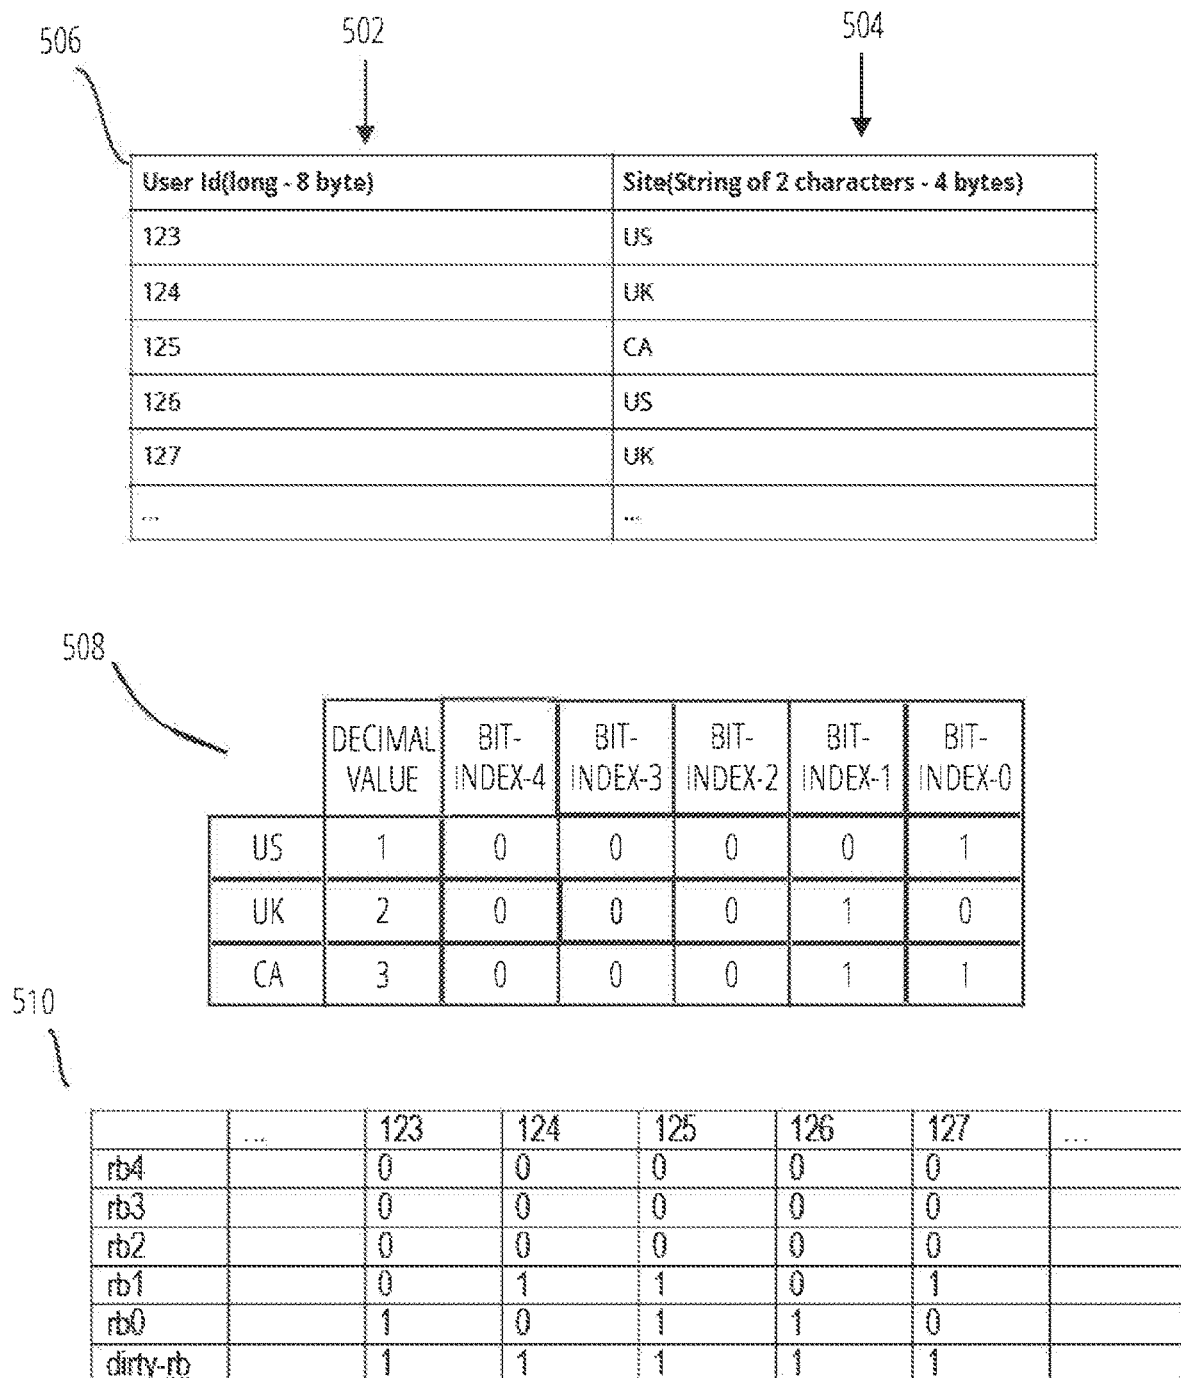 506 502 504
User Id(long - 8 byte) Site(String of 2 characters - 4 bytes)
123 US
124 UK
125 CA
126 US
127 UK
... ...
508
DECIMAL VALUE BIT-INDEX-4 BIT-INDEX-3 BIT-INDEX-2 BIT-INDEX-1 BIT-INDEX-0
US 1 0 0 0 0 1
UK 2 0 0 0 1 0
CA 3 0 0 0 1 1
510
... 123 124 125 126 127 ...
rb4 0 0 0 0 0
rb3 0 0 0 0 0
rb2 0 0 0 0 0
rb1 0 1 1 0 1
rb0 1 0 1 1 0
dirty-rb 1 1 1 1 1